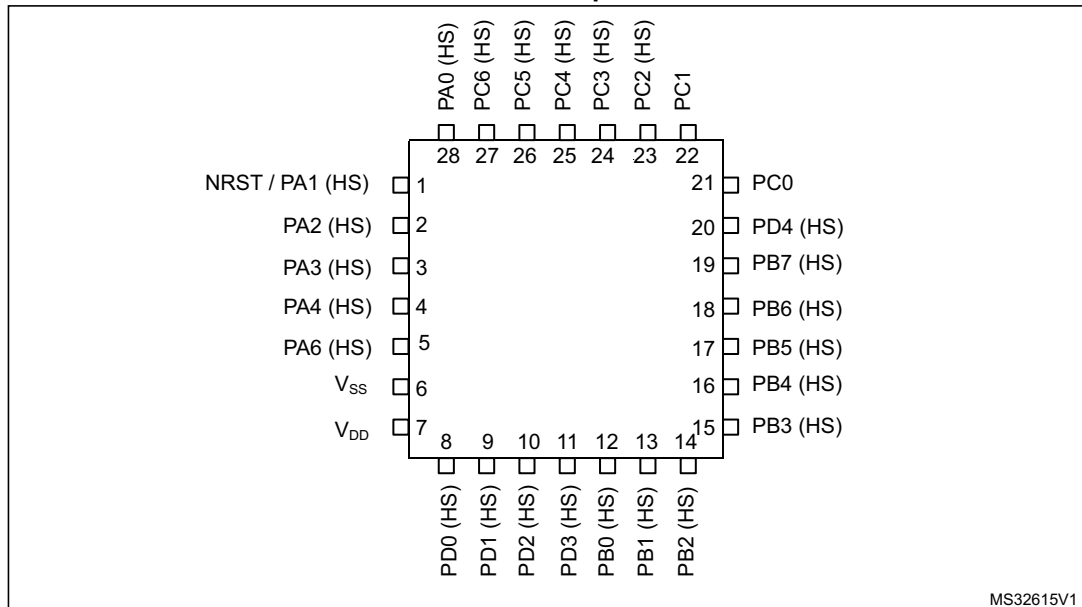 PA0 (HS)
PC6 (HS)
PC5 (HS)
PC4 (HS)
PC3 (HS)
PC2 (HS)
PC1
28 27 26 25 24 23 22
NRST / PA1 (HS) 1
PA2 (HS) 2
PA3 (HS) 3
PA4 (HS) 4
PA6 (HS) 5
VSS 6
VDD 7
21 PC0
20 PD4 (HS)
19 PB7 (HS)
18 PB6 (HS)
17 PB5 (HS)
16 PB4 (HS)
15 PB3 (HS)
8 9 10 11 12 13 14
PD0 (HS)
PD1 (HS)
PD2 (HS)
PD3 (HS)
PB0 (HS)
PB1 (HS)
PB2 (HS)
MS32615V1